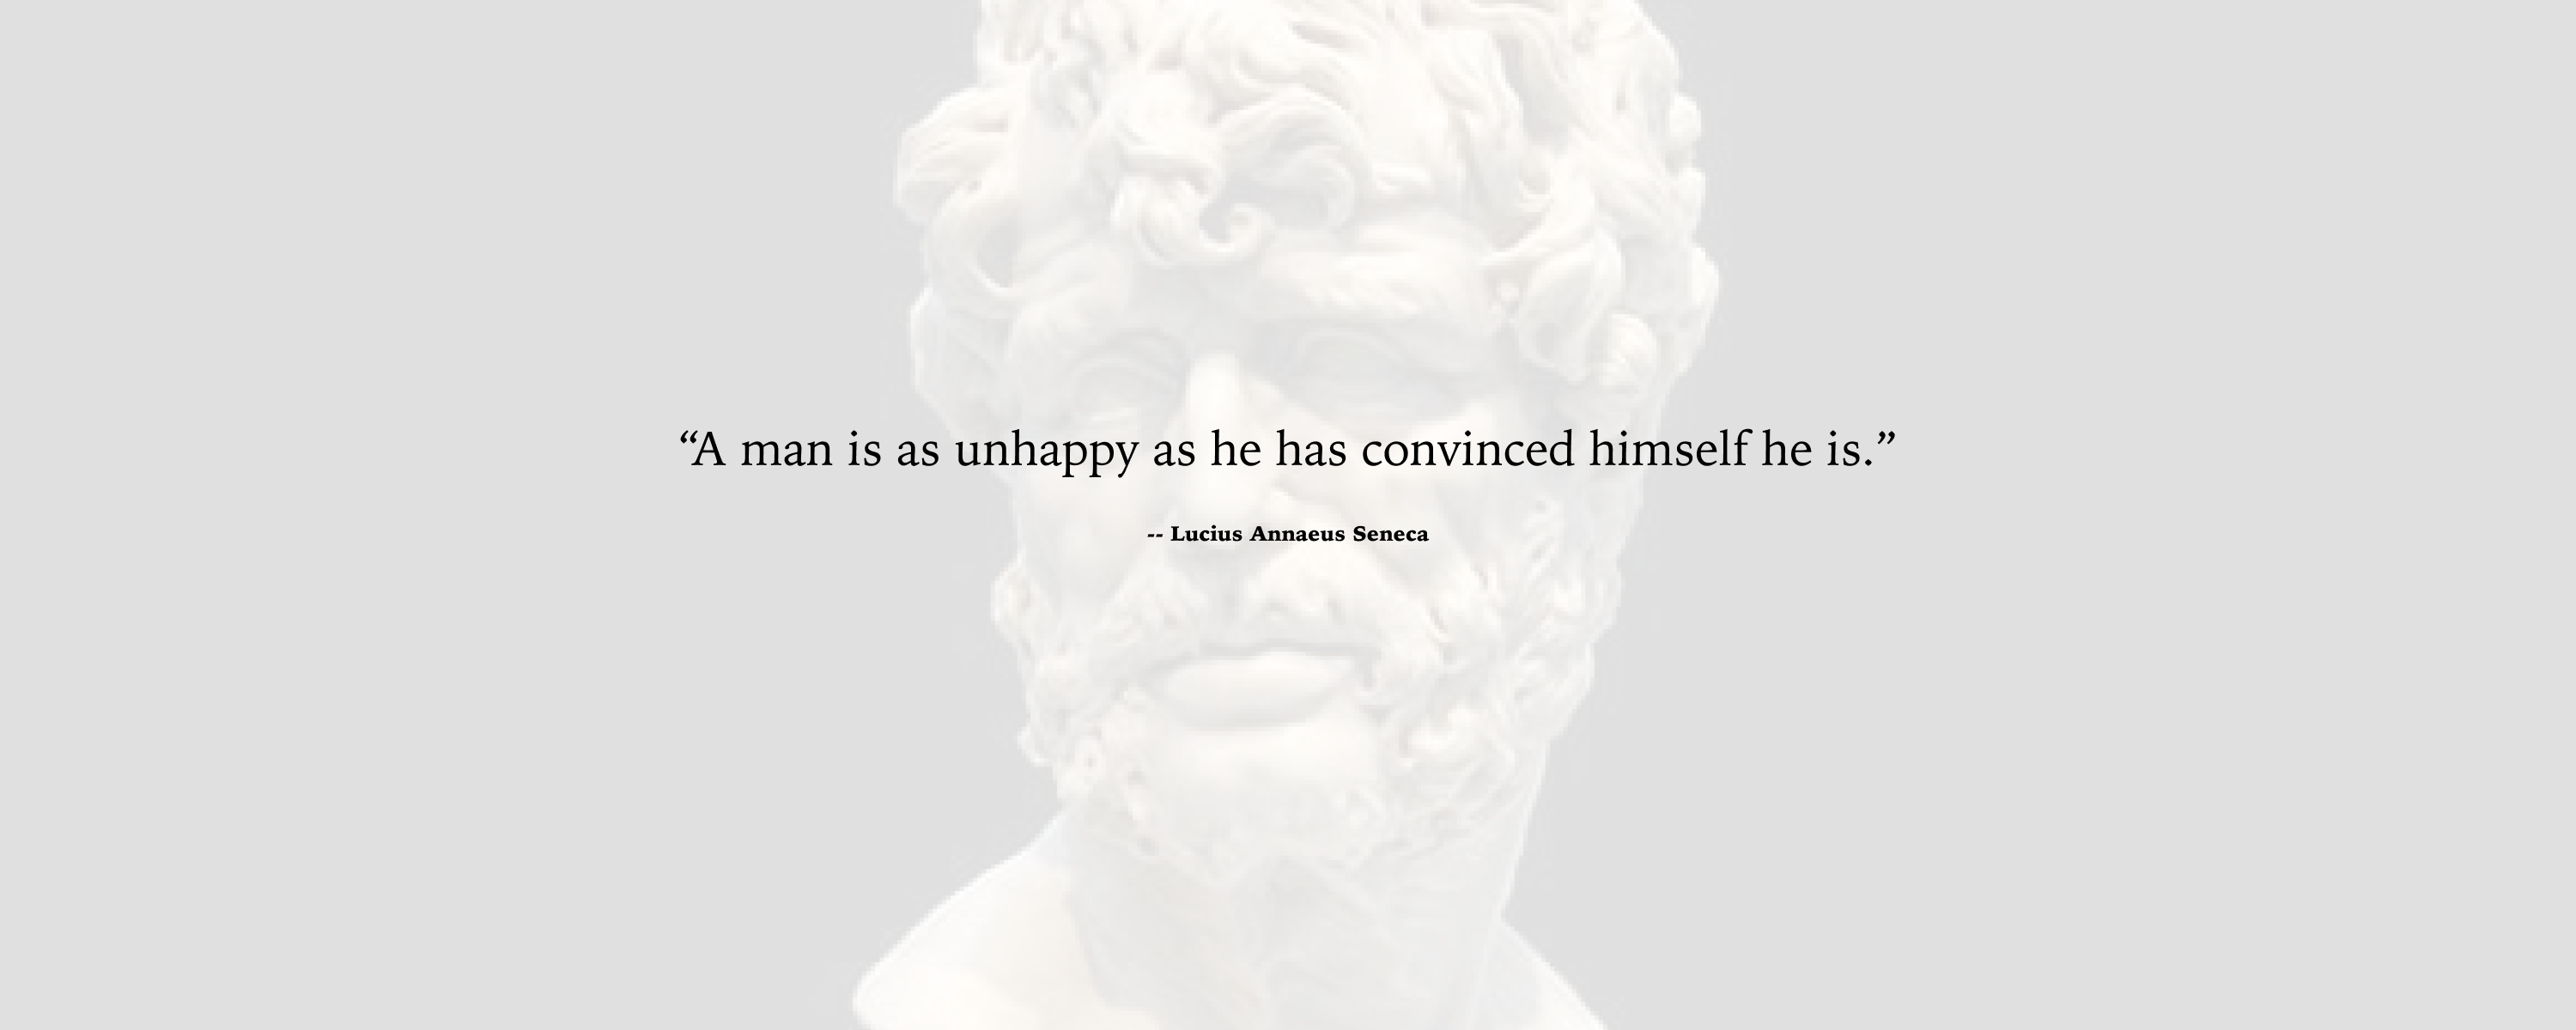 “A man is as unhappy as he has convinced himself he is.”
-- Lucius Annaeus Seneca